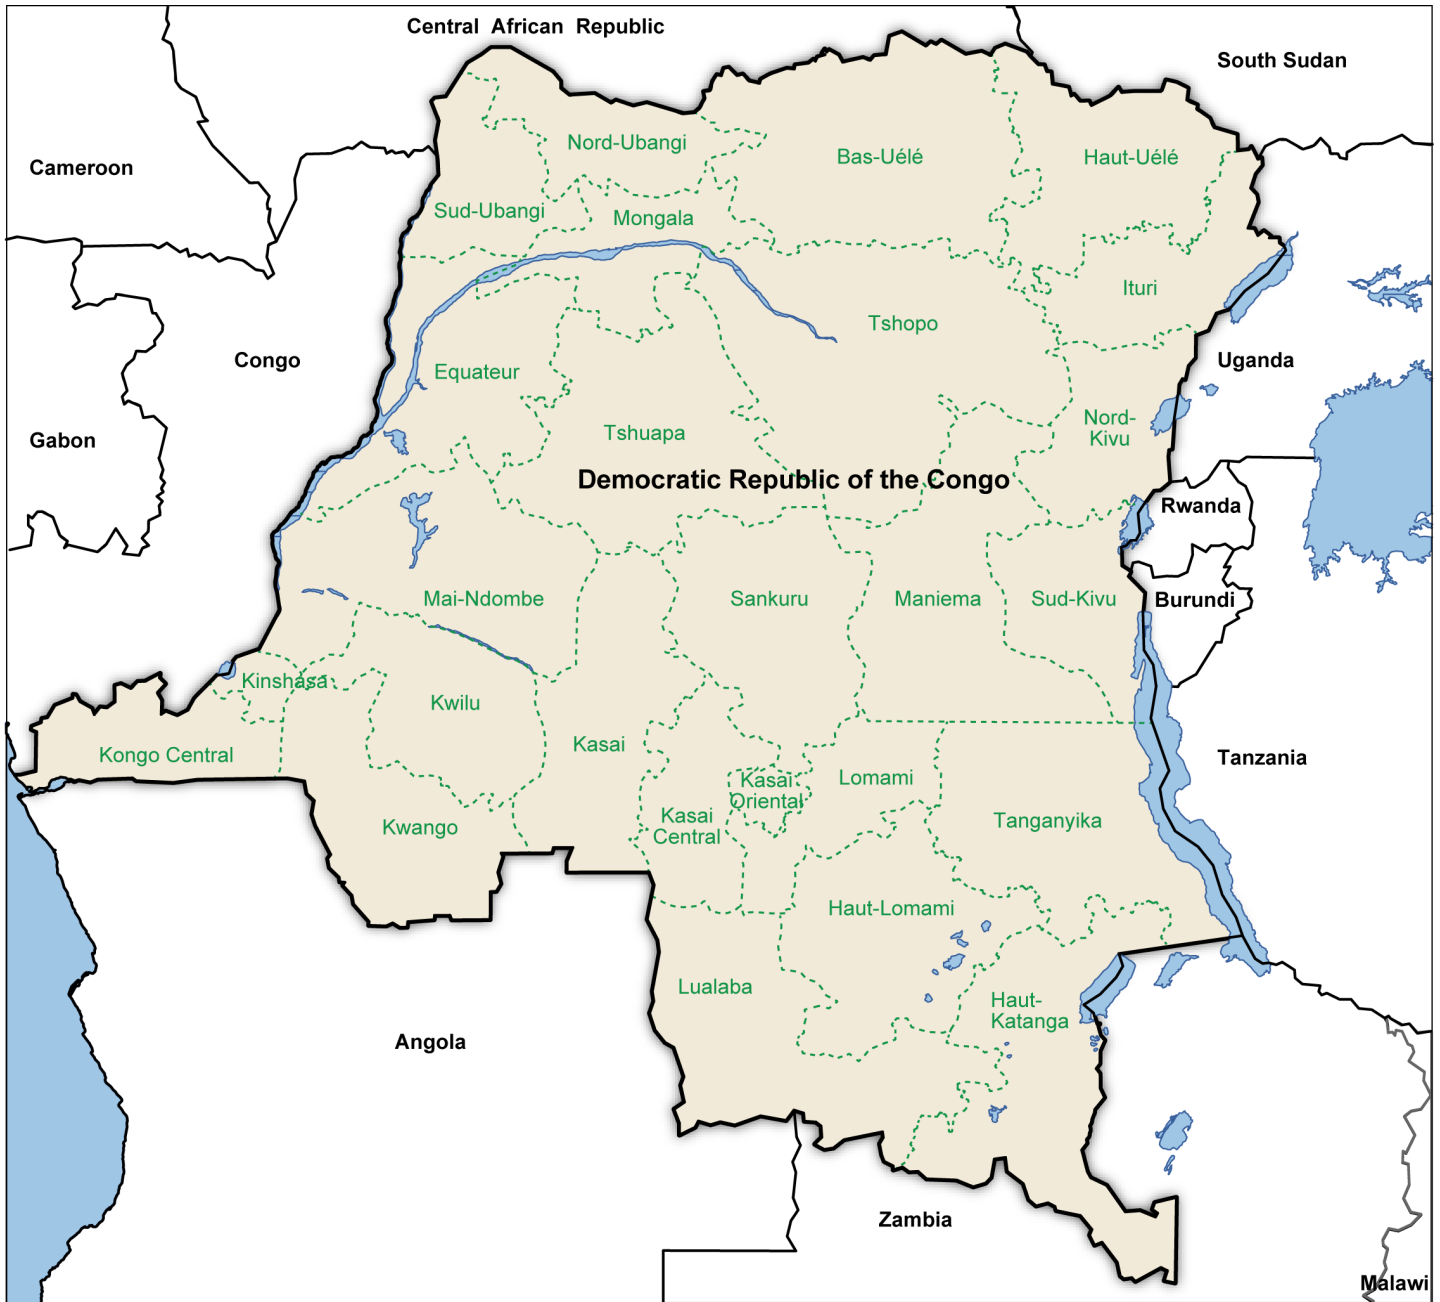 Central African Republic
South Sudan
Nord-Ubangi
Bas-Uélé
Haut-Uélé
Cameroon
Sud-Ubangi
Mongala
Ituri
Tshopo
Congo
Uganda
Equateur
Nord-
Kivu
Gabon
Tshuapa
Democratic Republic of the Congo
Rwanda
Mai-Ndombe
Sankuru
Maniema
Sud-Kivu
Burundi
Kinshasa
Kwilu
Kasai
Kongo Central
Tanzania
Kasai
Oriental
Lomami
Kasai
Central
Kwango
Tanganyika
Haut-Lomami
Lualaba
Haut-
Katanga
Angola
Zambia
Malawi